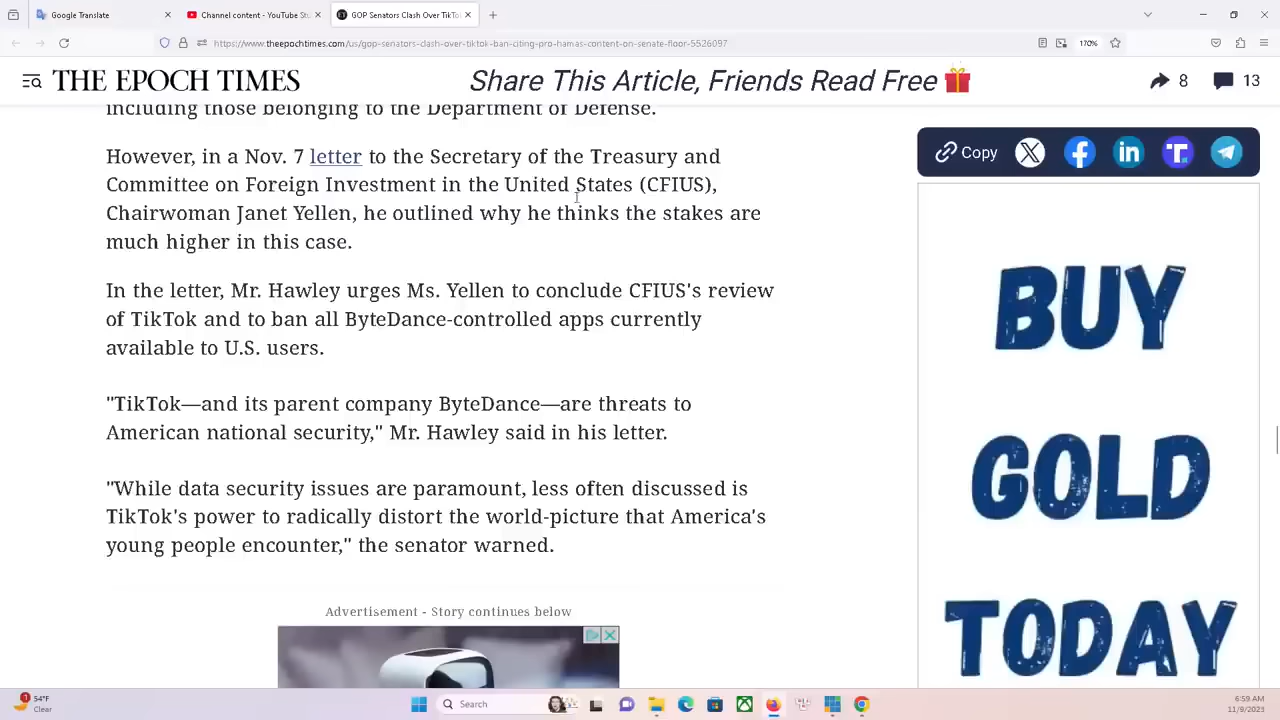 Google Translate
Channel content - YouTube Stu
GOP Senators Clash Over TikTo
https://www.theepochtimes.com/us/gop-senators-clash-over-tiktok-ban-citing-pro-hamas-content-on-senate-floor-5526097
170%
THE EPOCH TIMES
Share This Article, Friends Read Free
8
13
including those belonging to the Department of Defense.
However, in a Nov. 7 letter to the Secretary of the Treasury and
Committee on Foreign Investment in the United States (CFIUS),
Chairwoman Janet Yellen, he outlined why he thinks the stakes are
much higher in this case.
In the letter, Mr. Hawley urges Ms. Yellen to conclude CFIUS's review
of TikTok and to ban all ByteDance-controlled apps currently
available to U.S. users.
"TikTok—and its parent company ByteDance—are threats to
American national security," Mr. Hawley said in his letter.
"While data security issues are paramount, less often discussed is
TikTok's power to radically distort the world-picture that America's
young people encounter," the senator warned.
Advertisement - Story continues below
Copy
BUY
GOLD
TODAY
1
54°F
Clear
Search
6:59 AM
11/9/2023